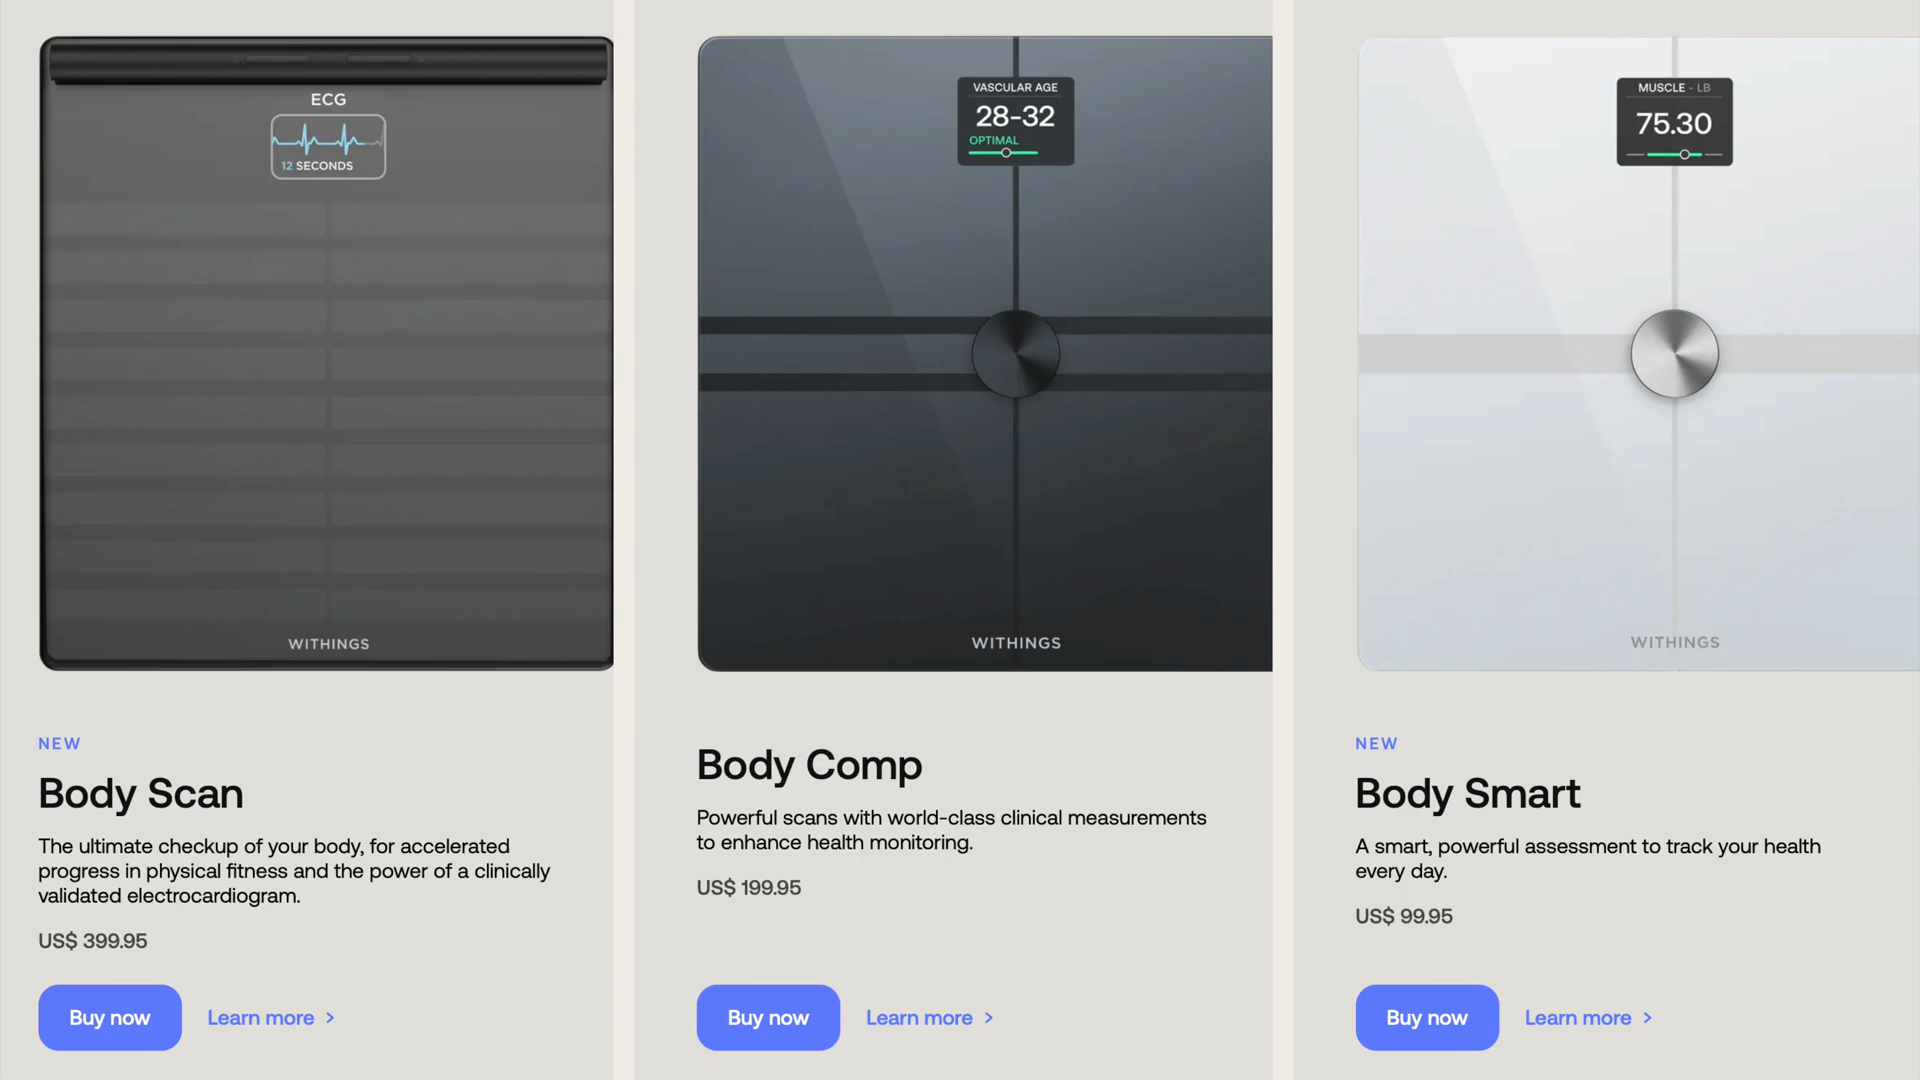 ECG
12 SECONDS
WITHINGS
NEW
Body Scan
The ultimate checkup of your body, for accelerated
progress in physical fitness and the power of a clinically
validated electrocardiogram.
US$ 399.95
Buy now
Learn more >
VASCULAR AGE
28-32
OPTIMAL
WITHINGS
Body Comp
Powerful scans with world-class clinical measurements
to enhance health monitoring.
US$ 199.95
Buy now
Learn more >
MUSCLE - LB
75.30
WITHINGS
NEW
Body Smart
A smart, powerful assessment to track your health
every day.
US$ 99.95
Buy now
Learn more >